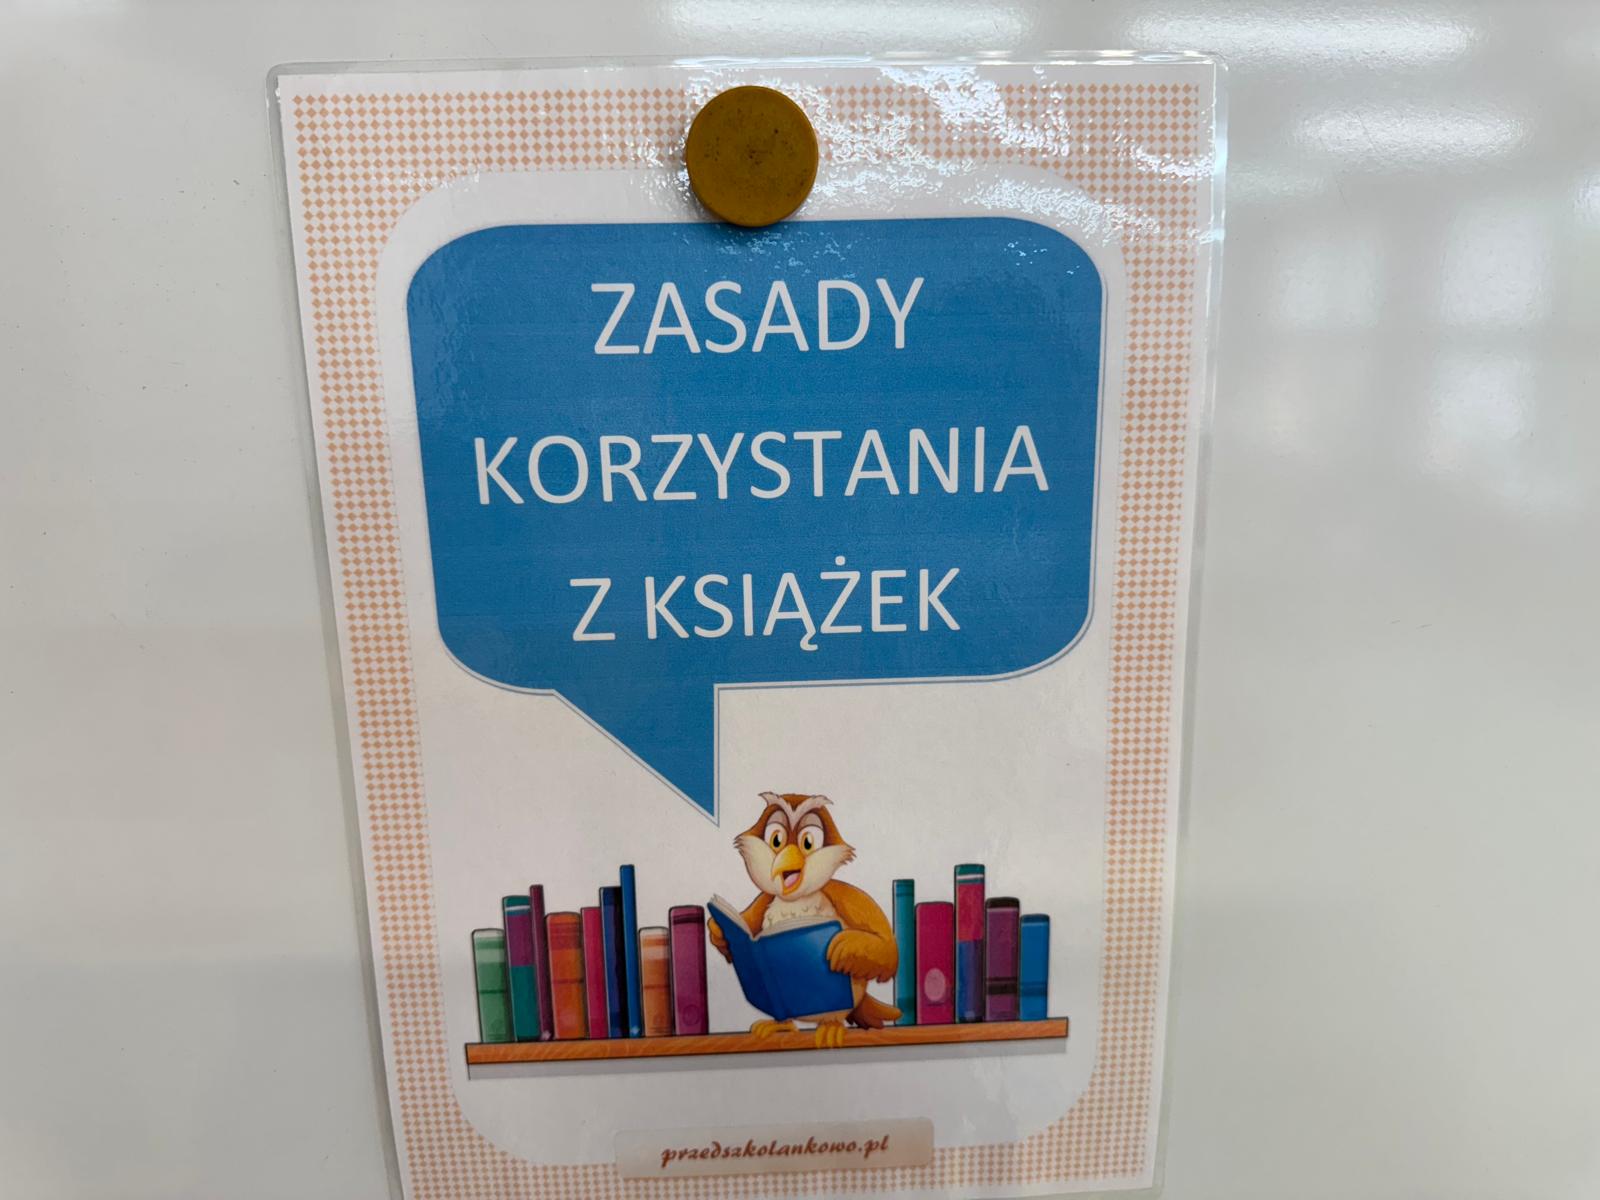 ZASADY
KORZYSTANIA
Z KSIĄŻEK
przedszkolankowo.pl